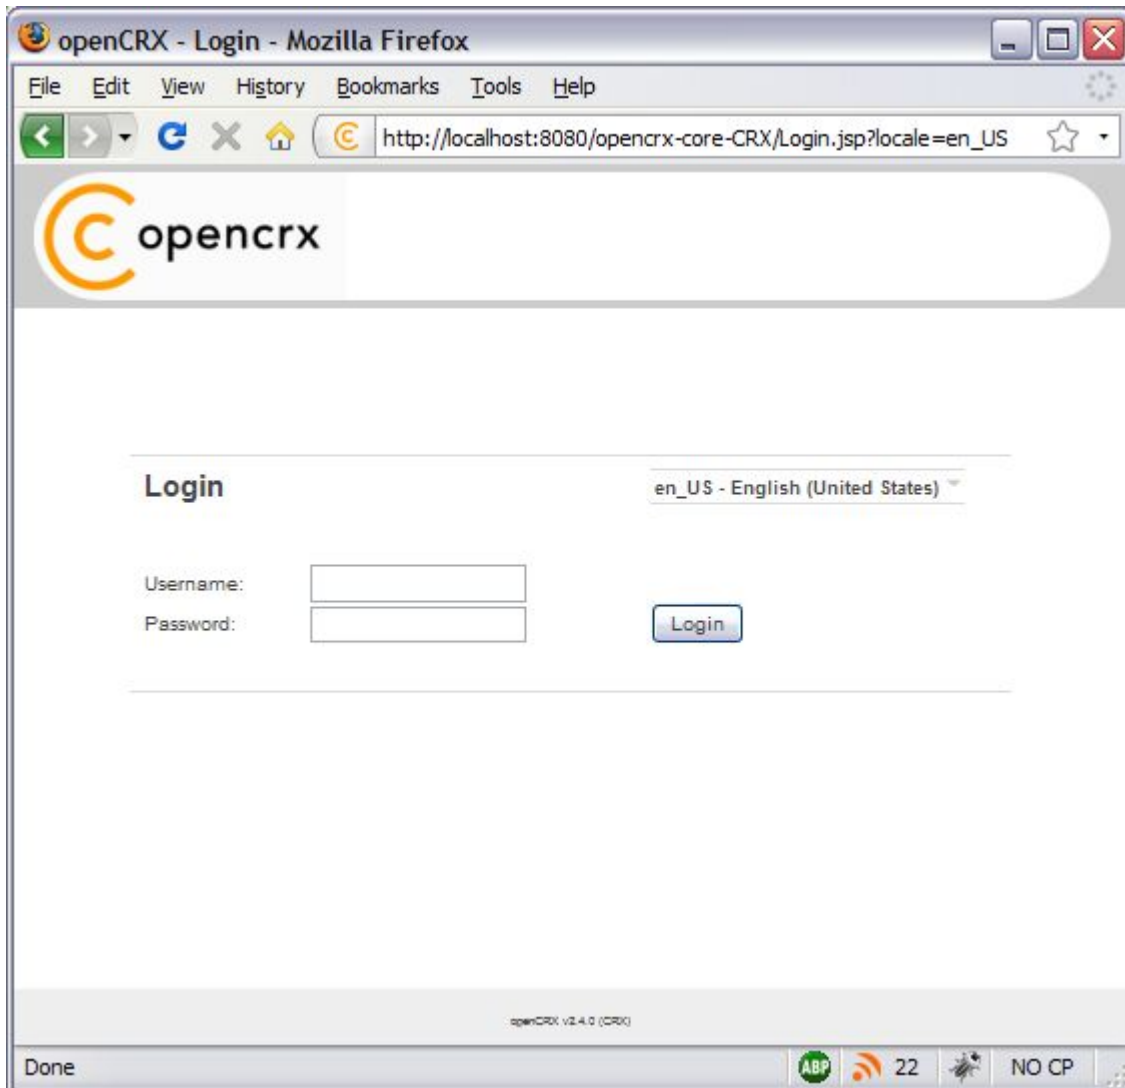 openCRX - Login - Mozilla Firefox
File Edit View History Bookmarks Tools Help
http://localhost:8080/opencrx-core-CRX/Login.jsp?locale=en_US
opencrx
Login en_US - English (United States)
Username:
Password: Login
openCRX v2.4.0 (CRX)
Done ABP 22 NO CP